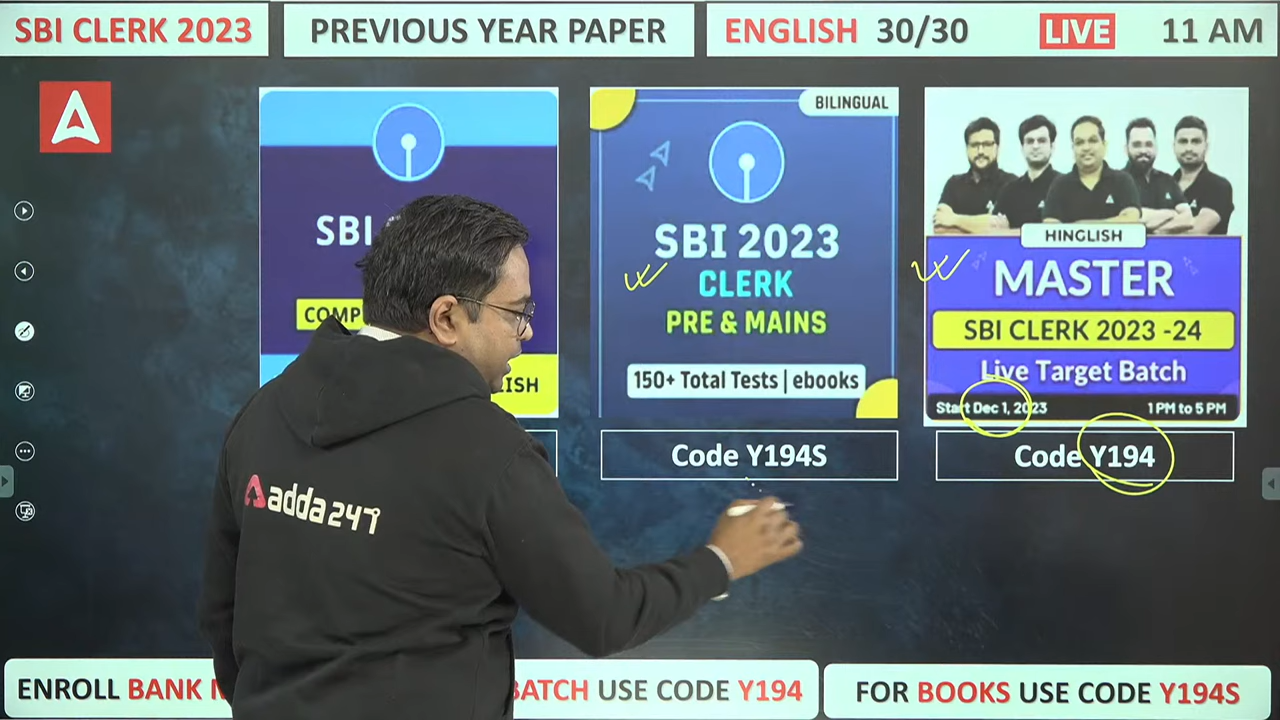 SBI CLERK 2023
PREVIOUS YEAR PAPER
ENGLISH 30/30
LIVE
11 AM
SBI
BILINGUAL
SBI 2023
CLERK
PRE & MAINS
150+ Total Tests | ebooks
Code Y194S
HINGLISH
MASTER
SBI CLERK 2023 -24
Live Target Batch
Start Dec 1, 2023
1 PM to 5 PM
Code Y194
adda247
ENROLL BANK
BATCH USE CODE Y194
FOR BOOKS USE CODE Y194S